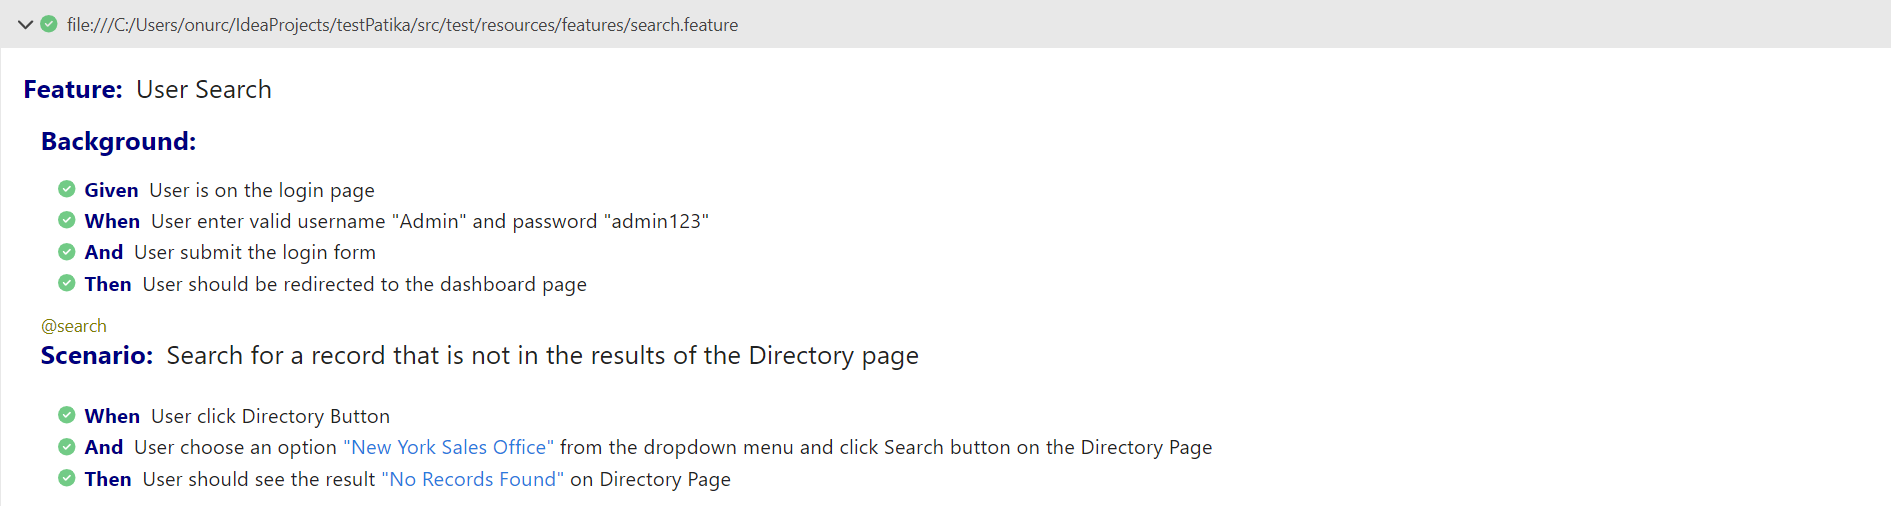 file:///C:/Users/onurc/IdeaProjects/testPatika/src/test/resources/features/search.feature
Feature: User Search
Background:
Given User is on the login page
When User enter valid username "Admin" and password "admin123"
And User submit the login form
Then User should be redirected to the dashboard page
@search
Scenario: Search for a record that is not in the results of the Directory page
When User click Directory Button
And User choose an option "New York Sales Office" from the dropdown menu and click Search button on the Directory Page
Then User should see the result "No Records Found" on Directory Page